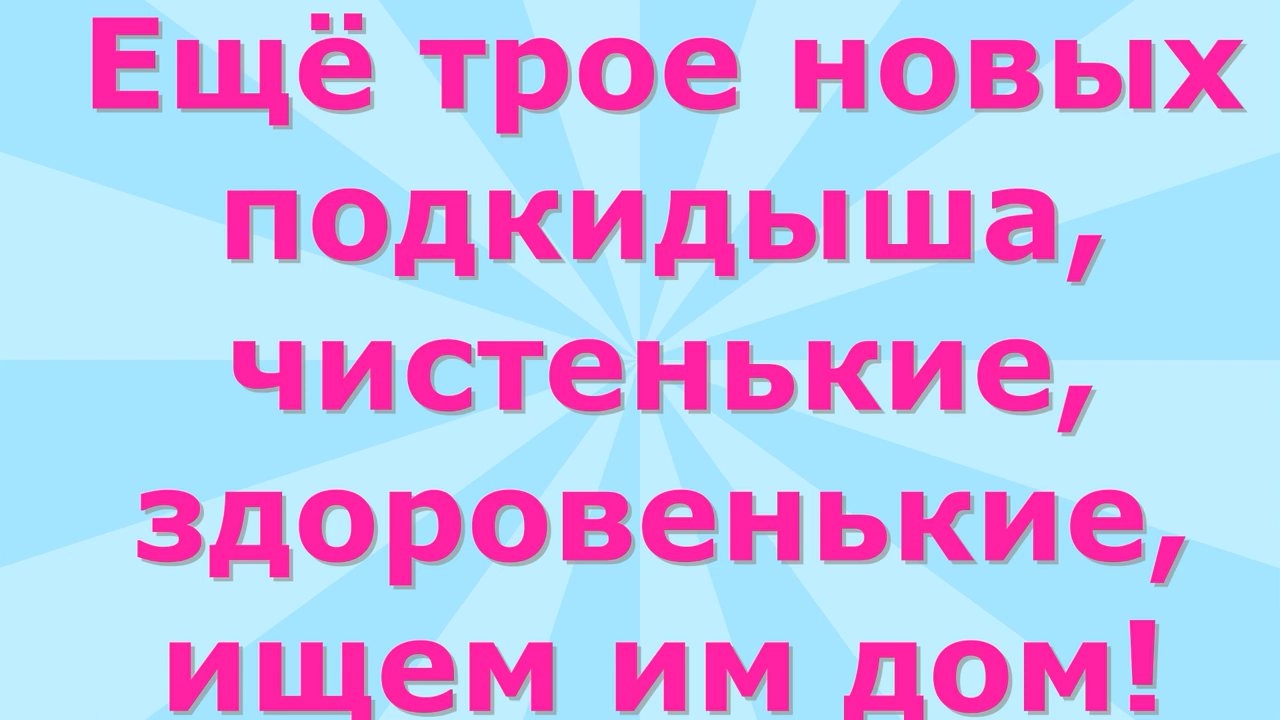 Ещё трое новых
подкидыша,
чистенькие,
здоровенькие,
ищем им дом!